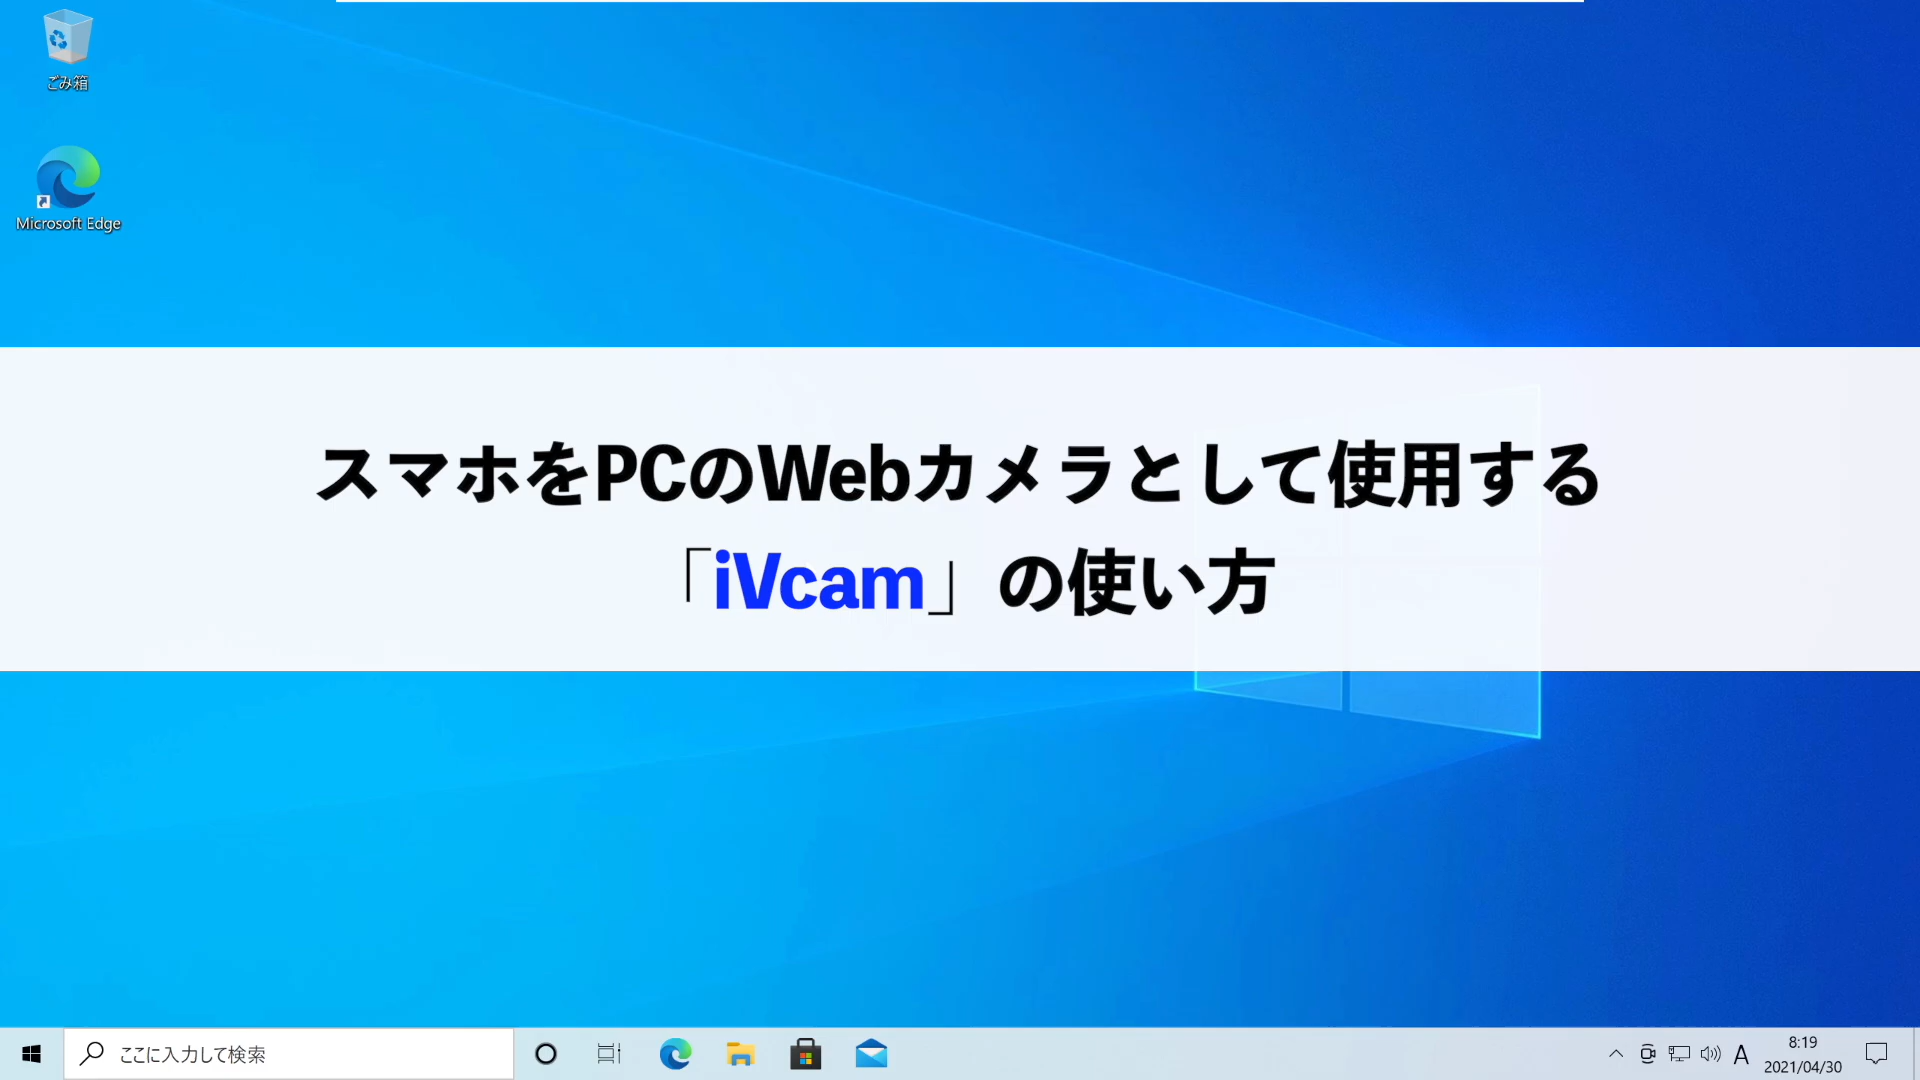 ごみ箱
Microsoft Edge
スマホをPCのWebカメラとして使用する
「iVcam」の使い方
ここに入力して検索
A
8:19
2021/04/30